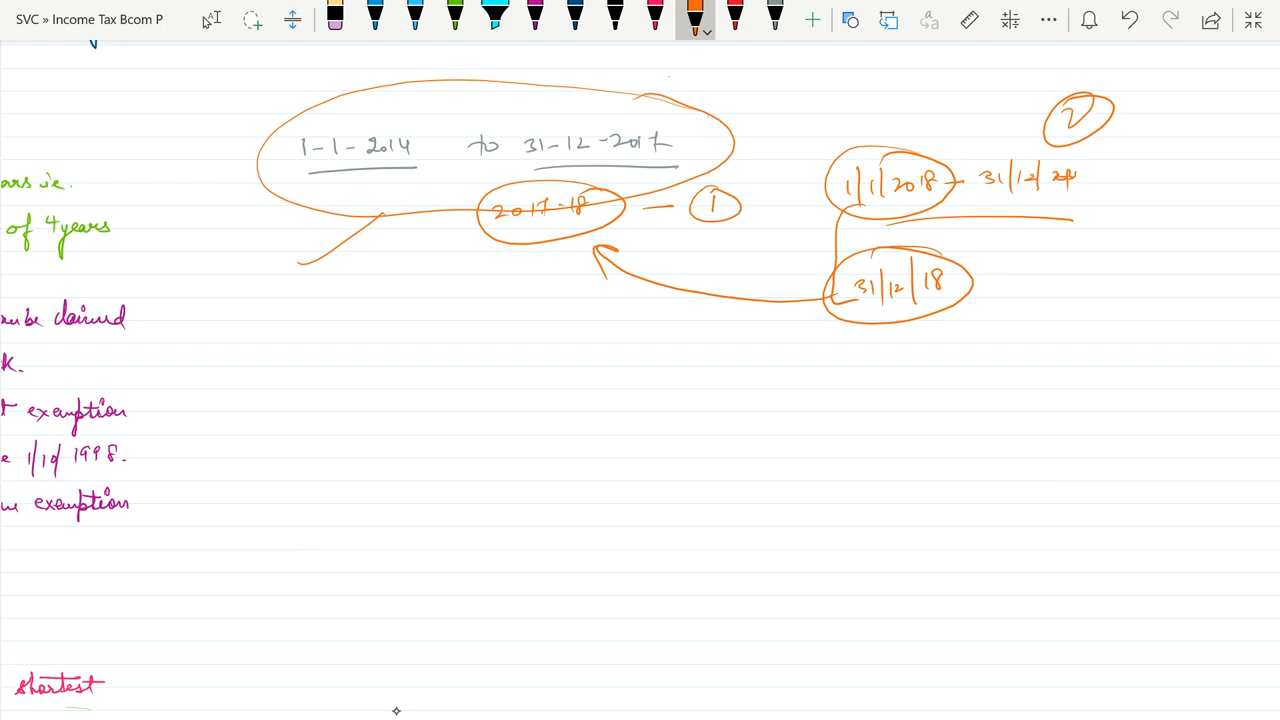 SVC » Income Tax Bcom P
1-1-2014 to 31-12-2017
2
ars ie.
1/1/2018 - 31/12/
2017-18 - 1
of 4 years
31/12/18
claimed
k.
t exemption
e 1/10/1998.
exemption
shortest